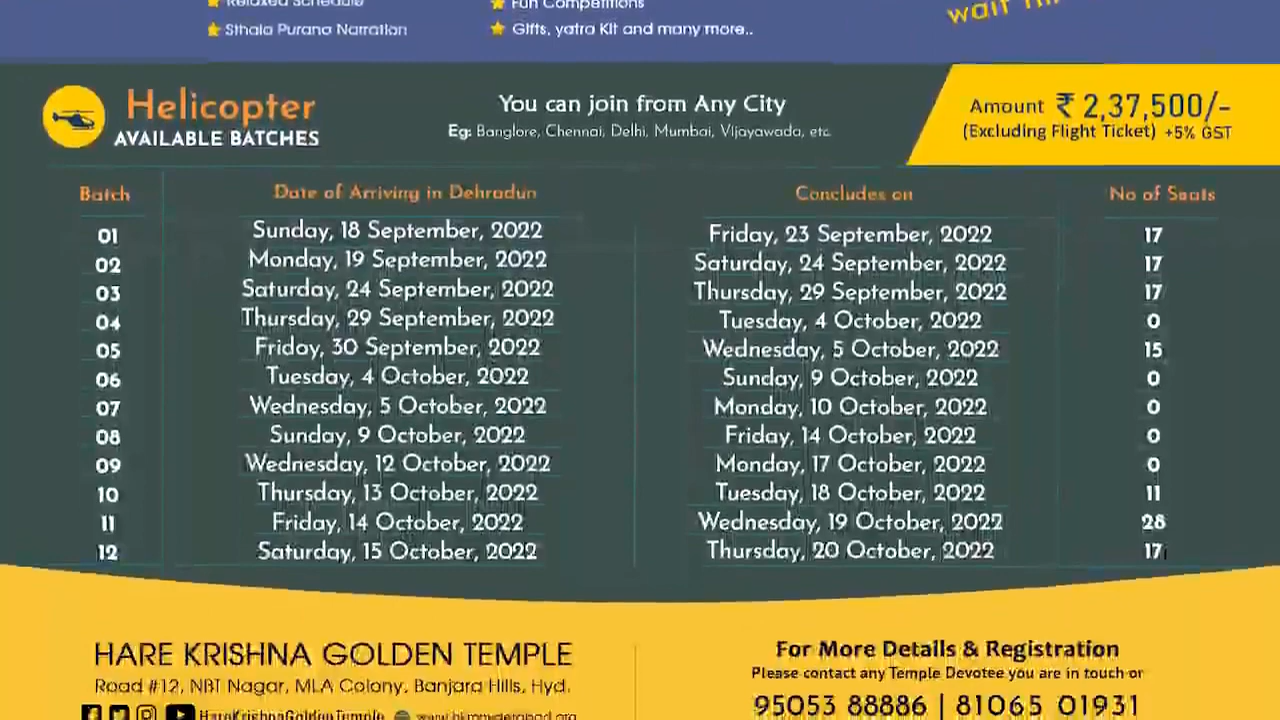 Relaxed Schedule
Fun Competitions
Sthala Purana Narration
Gifts, yatra Kit and many more..
wait
Helicopter
AVAILABLE BATCHES
You can join from Any City
Eg: Banglore, Chennai, Delhi, Mumbai, Vijayawada, etc.
Amount ₹ 2,37,500/-
(Excluding Flight Ticket) +5% GST
Batch Date of Arriving in Dehradun Concludes on No of Seats
01 Sunday, 18 September, 2022 Friday, 23 September, 2022 17
02 Monday, 19 September, 2022 Saturday, 24 September, 2022 17
03 Saturday, 24 September, 2022 Thursday, 29 September, 2022 17
04 Thursday, 29 September, 2022 Tuesday, 4 October, 2022 0
05 Friday, 30 September, 2022 Wednesday, 5 October, 2022 15
06 Tuesday, 4 October, 2022 Sunday, 9 October, 2022 0
07 Wednesday, 5 October, 2022 Monday, 10 October, 2022 0
08 Sunday, 9 October, 2022 Friday, 14 October, 2022 0
09 Wednesday, 12 October, 2022 Monday, 17 October, 2022 0
10 Thursday, 13 October, 2022 Tuesday, 18 October, 2022 11
11 Friday, 14 October, 2022 Wednesday, 19 October, 2022 28
12 Saturday, 15 October, 2022 Thursday, 20 October, 2022 17
HARE KRISHNA GOLDEN TEMPLE
Road #12, NBT Nagar, MLA Colony, Banjara Hills, Hyd.
HareKrishnaGoldenTemple
For More Details & Registration
Please contact any Temple Devotee you are in touch or
95053 88886 | 81065 01931